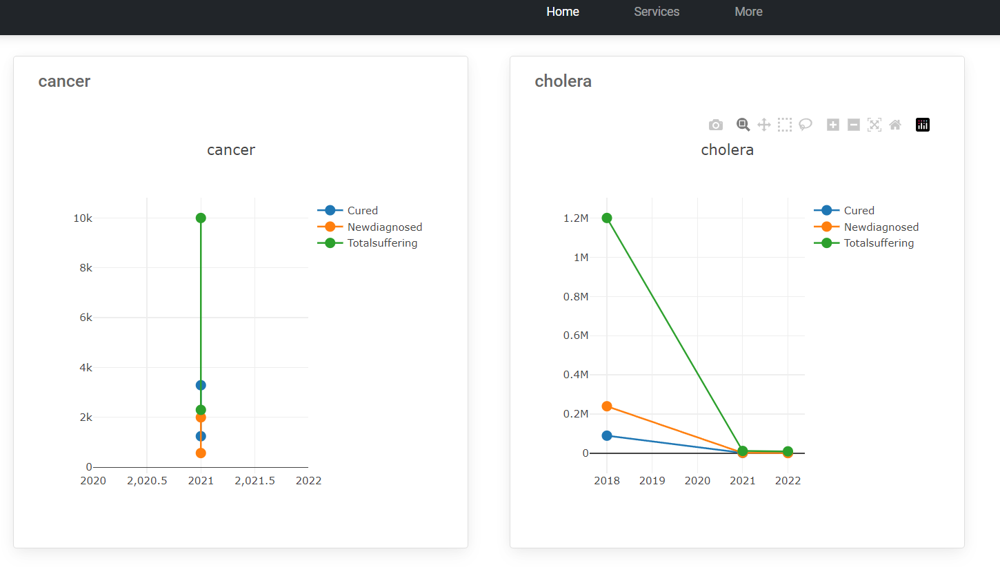 Home Services More
cancer
cancer
10k
8k
6k
4k
2k
0
2020 2,020.5 2021 2,021.5 2022
Cured
Newdiagnosed
Totalsuffering
cholera
cholera
1.2M
1M
0.8M
0.6M
0.4M
0.2M
0
2018 2019 2020 2021 2022
Cured
Newdiagnosed
Totalsuffering